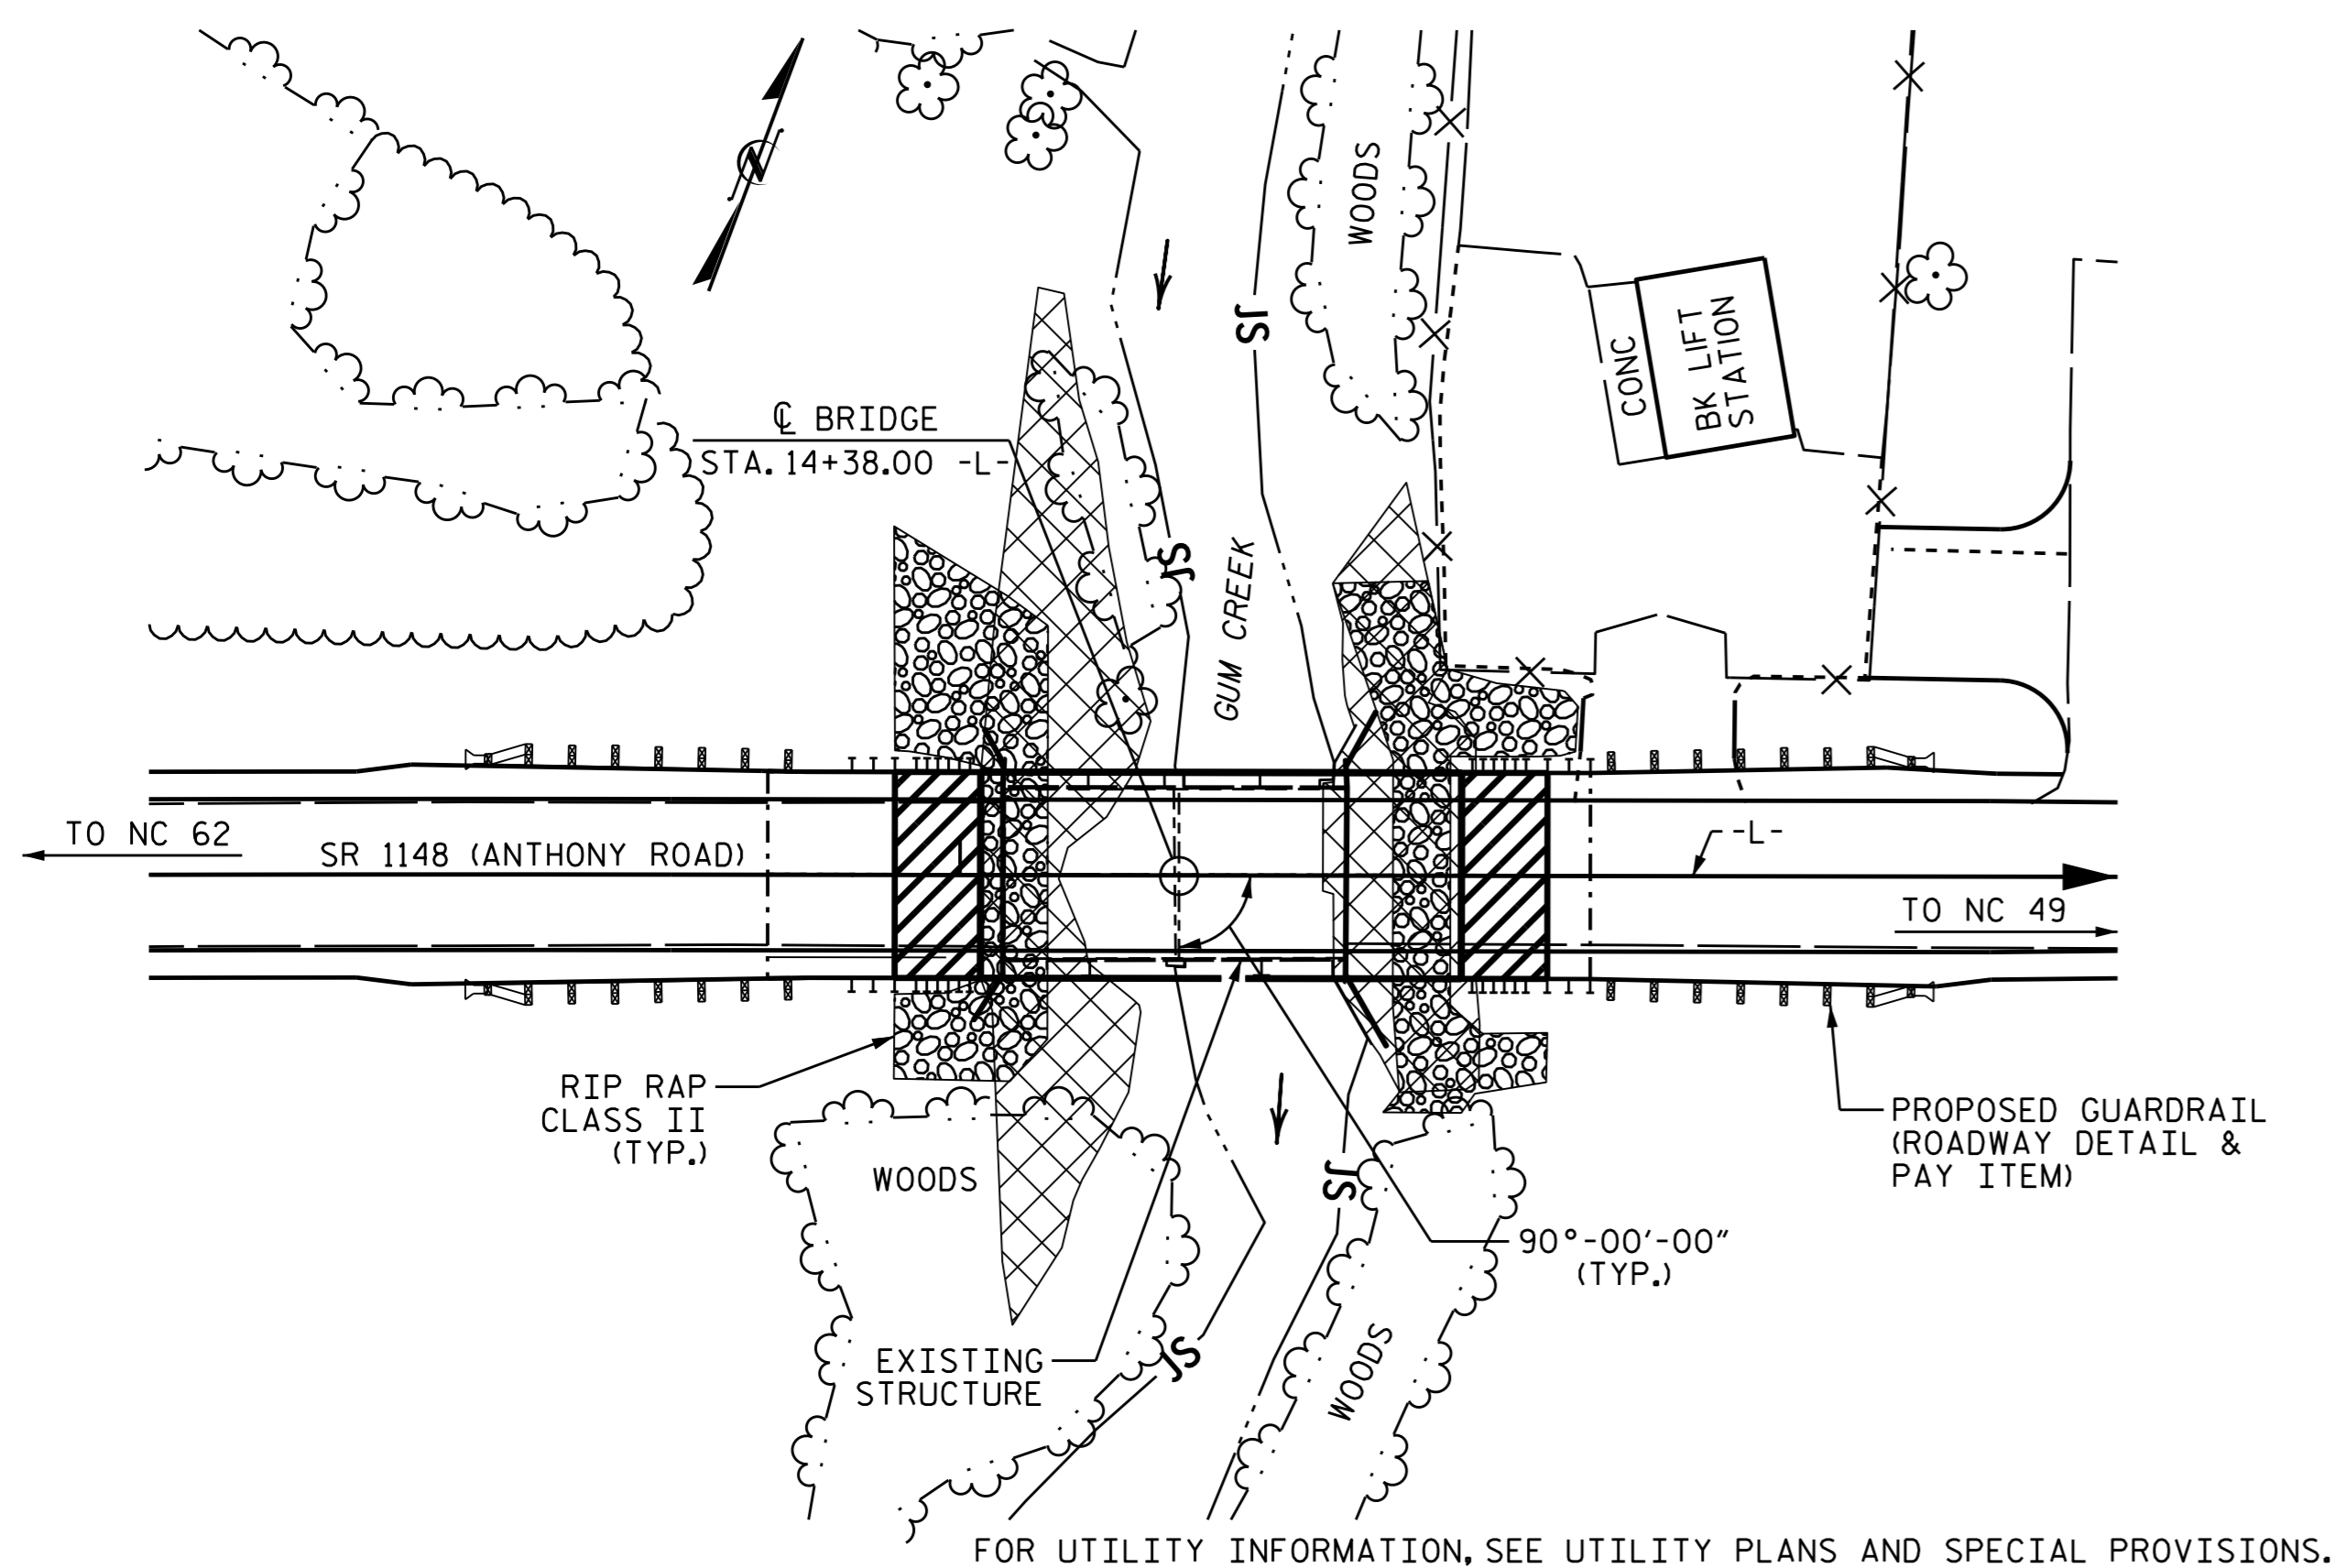 WOODS
N
JS
CONC
BK LIFT
STATION
℄ BRIDGE
STA. 14+38.00 -L-
JS
GUM CREEK
TO NC 62
SR 1148 (ANTHONY ROAD)
-L-
TO NC 49
RIP RAP
CLASS II
(TYP.)
WOODS
PROPOSED GUARDRAIL
(ROADWAY DETAIL &
PAY ITEM)
JS
90°-00'-00"
(TYP.)
EXISTING
STRUCTURE
JS
WOODS
FOR UTILITY INFORMATION, SEE UTILITY PLANS AND SPECIAL PROVISIONS.